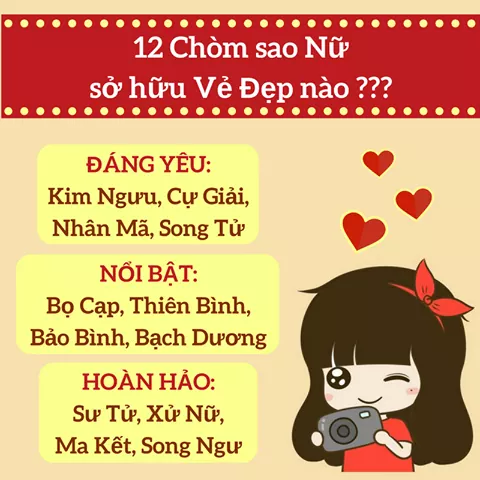 12 Chòm sao Nữ
sở hữu Vẻ Đẹp nào ???
ĐÁNG YÊU:
Kim Ngưu, Cự Giải,
Nhân Mã, Song Tử
NỔI BẬT:
Bọ Cạp, Thiên Bình,
Bảo Bình, Bạch Dương
HOÀN HẢO:
Sư Tử, Xử Nữ,
Ma Kết, Song Ngư